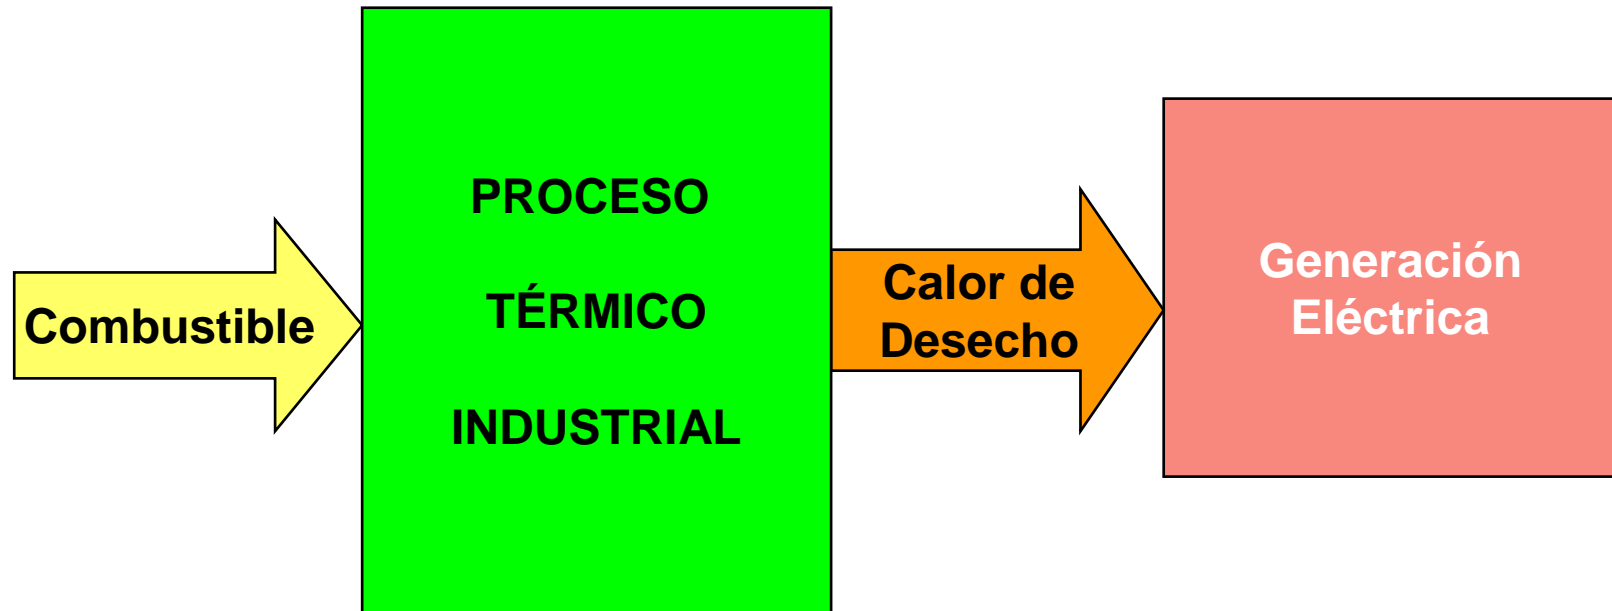 Combustible
PROCESO
TÉRMICO
INDUSTRIAL
Calor de
Desecho
Generación
Eléctrica